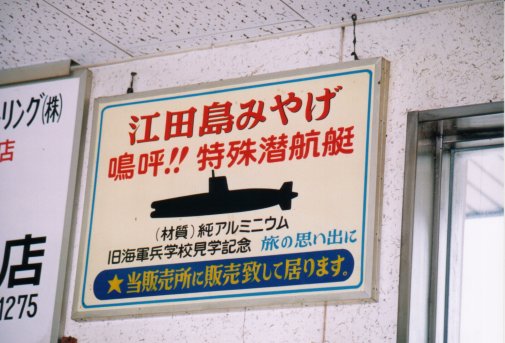 江田島みやげ
嗚呼!! 特殊潜航艇
(材質)純アルミニウム
旧海軍兵学校見学記念 旅の思い出に
★当販売所に販売致して居ります。
リング(株)
店
店
1275